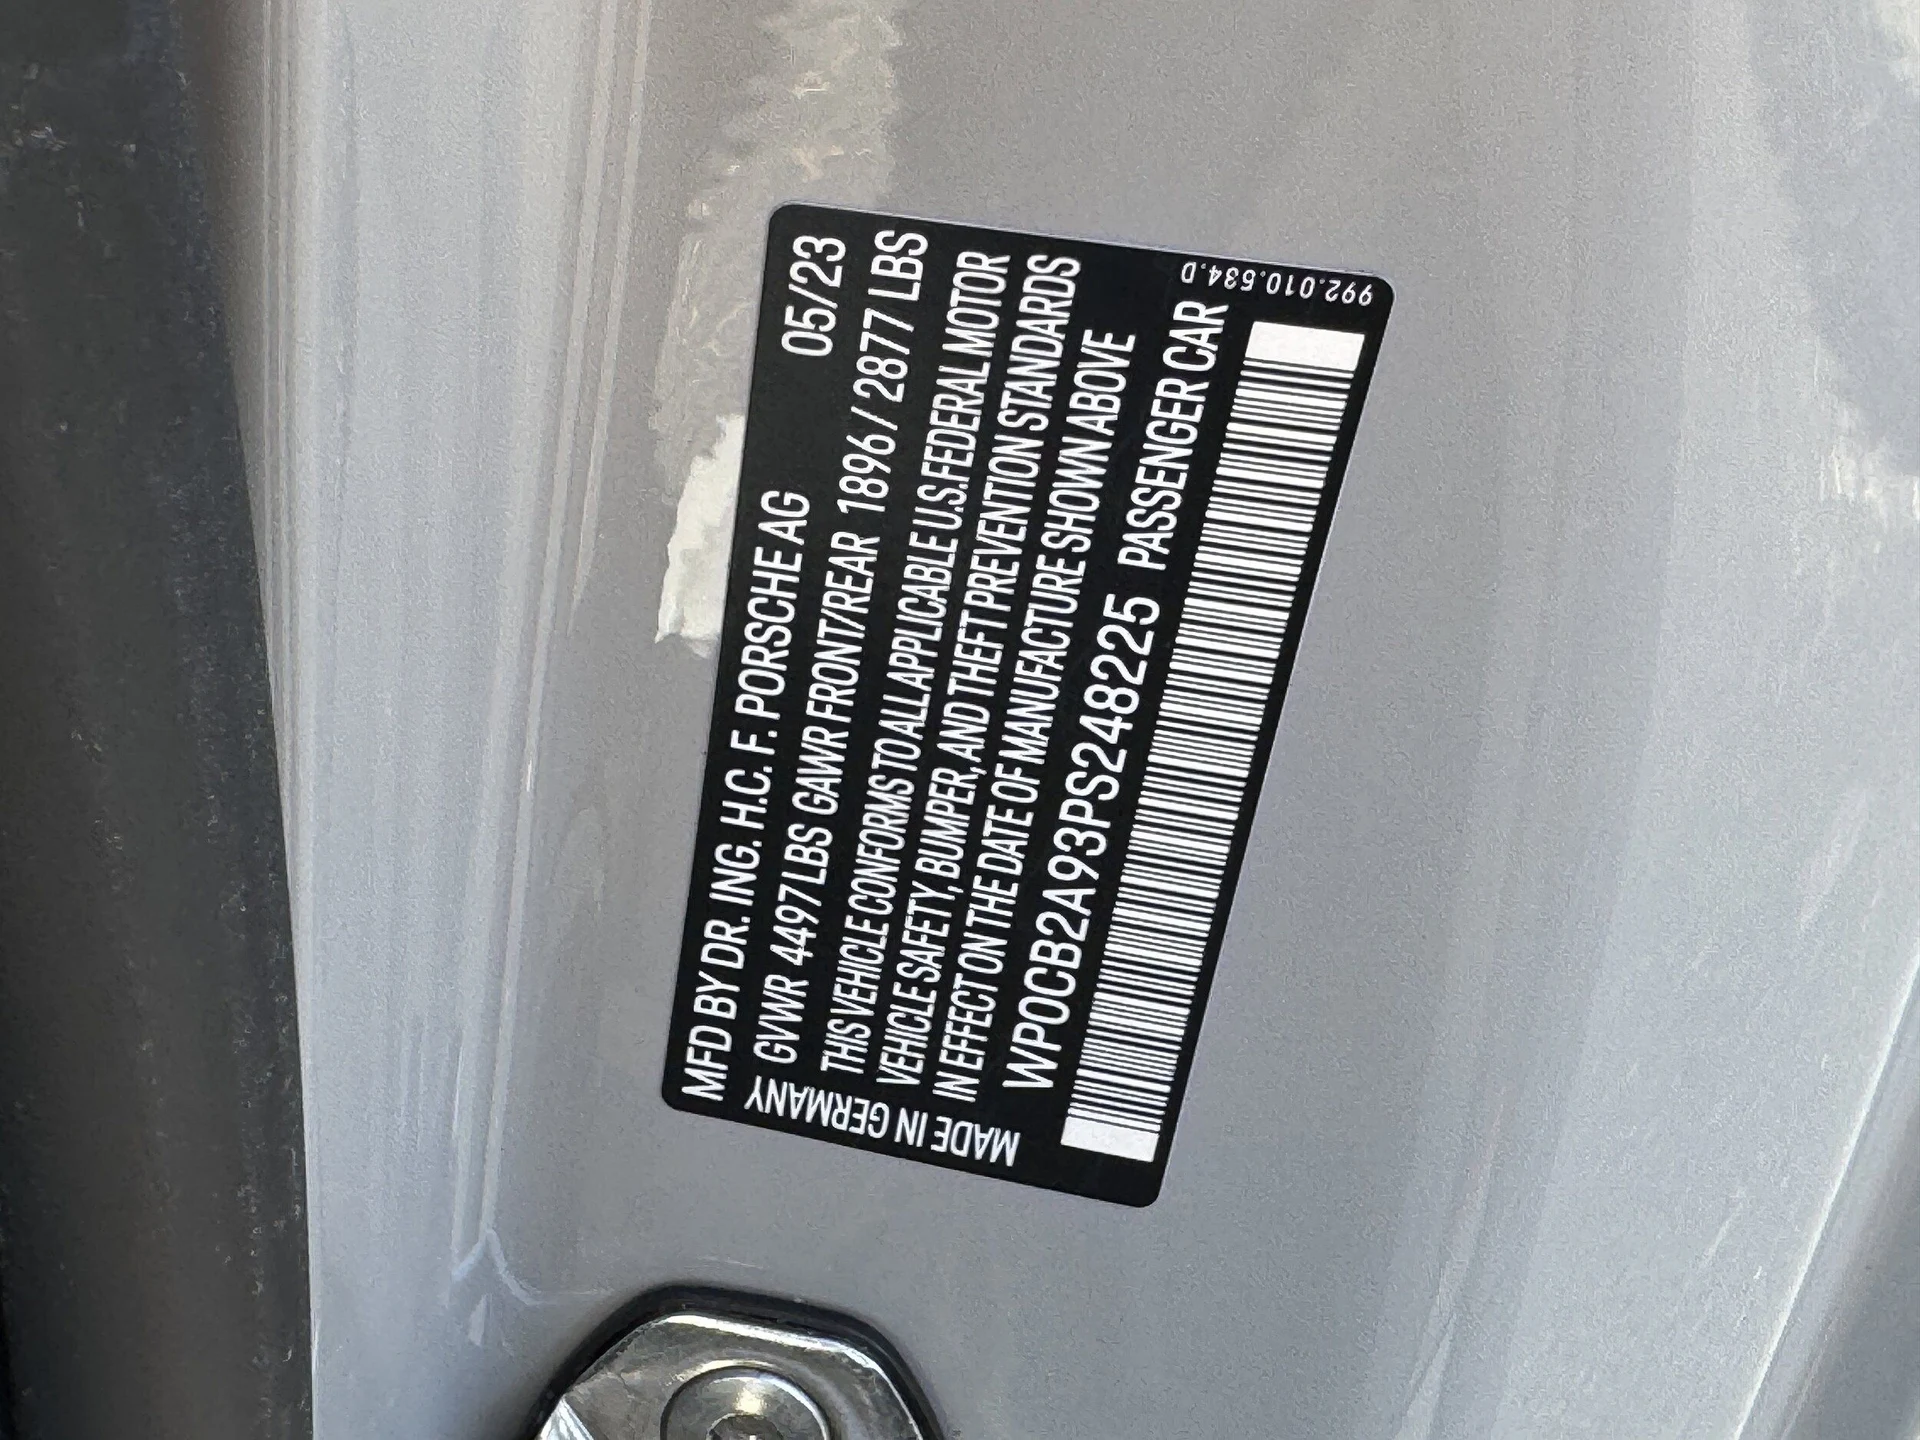 MFD BY DR. ING. H.C. F. PORSCHE AG 05/23
GVWR 4497 LBS GAWR FRONT/REAR 1896 / 2877 LBS
THIS VEHICLE CONFORMS TO ALL APPLICABLE U.S. FEDERAL MOTOR
VEHICLE SAFETY, BUMPER, AND THEFT PREVENTION STANDARDS
IN EFFECT ON THE DATE OF MANUFACTURE SHOWN ABOVE
WP0CB2A93PS248225 PASSENGER CAR
MADE IN GERMANY
992.010.534.D